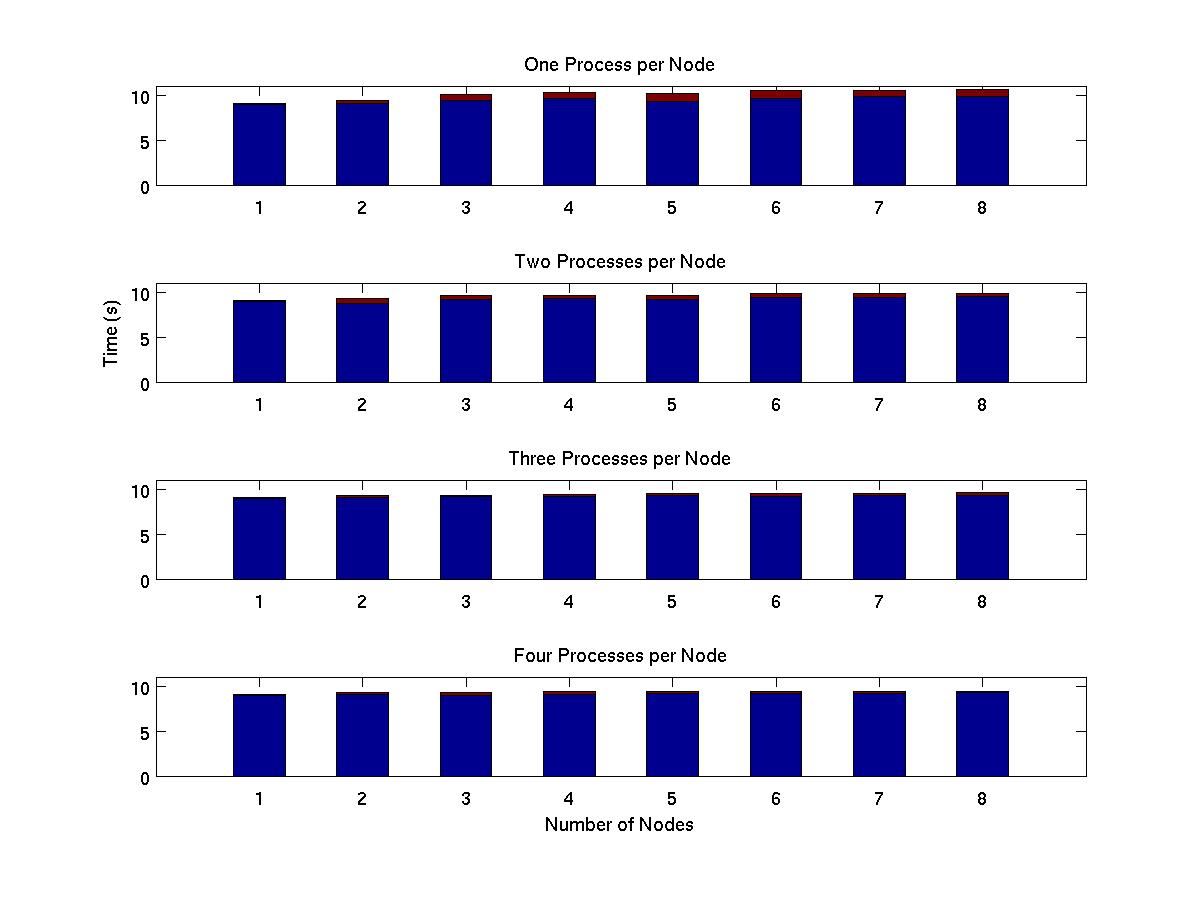 One Process per Node
10
5
0
1 2 3 4 5 6 7 8
Two Processes per Node
10
5
0
1 2 3 4 5 6 7 8
Time (s)
Three Processes per Node
10
5
0
1 2 3 4 5 6 7 8
Four Processes per Node
10
5
0
1 2 3 4 5 6 7 8
Number of Nodes